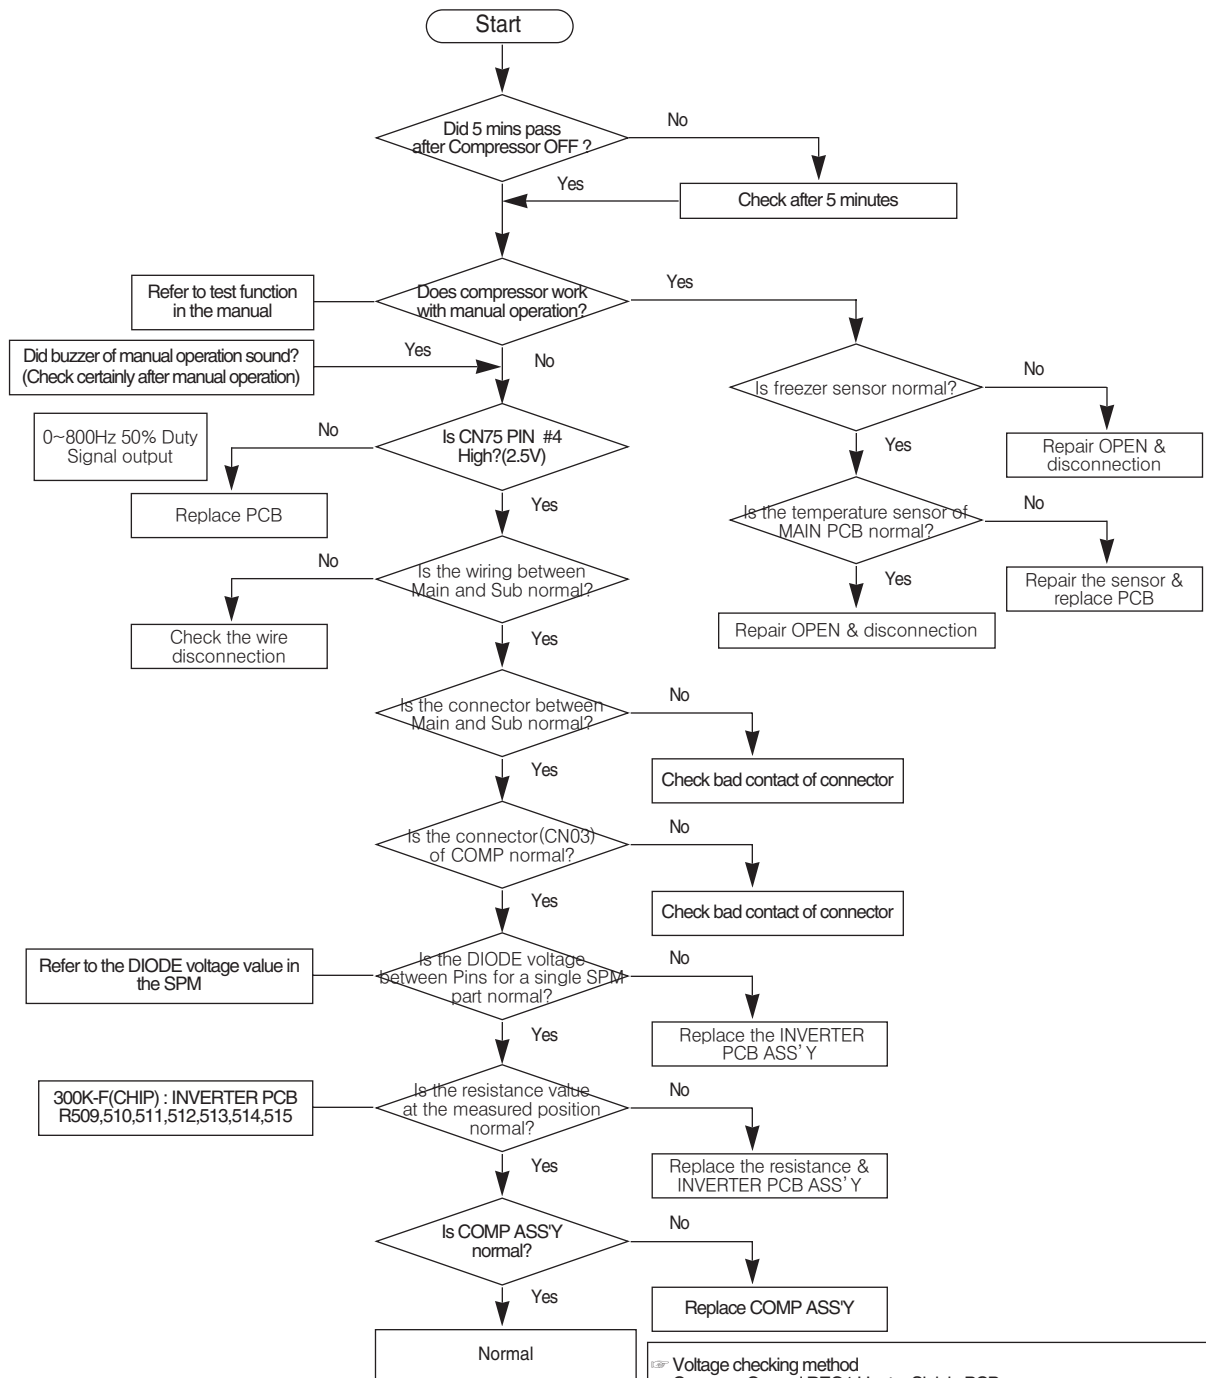 Start
Did 5 mins pass
after Compressor OFF ?
No
Yes
Check after 5 minutes
Refer to test function
in the manual
Does compressor work
with manual operation?
Yes
Did buzzer of manual operation sound?
(Check certainly after manual operation)
Yes
No
Is freezer sensor normal?
No
0~800Hz 50% Duty
Signal output
No
Is CN75 PIN #4
High?(2.5V)
Yes
Repair OPEN &
disconnection
Replace PCB
Yes
Is the temperature sensor of
MAIN PCB normal?
No
No
Is the wiring between
Main and Sub normal?
Yes
Repair the sensor &
replace PCB
Check the wire
disconnection
Yes
Repair OPEN & disconnection
Is the connector between
Main and Sub normal?
No
Yes
Check bad contact of connector
Is the connector(CN03)
of COMP normal?
No
Yes
Check bad contact of connector
Refer to the DIODE voltage value in
the SPM
Is the DIODE voltage
between Pins for a single SPM
part normal?
No
Yes
Replace the INVERTER
PCB ASS'Y
300K-F(CHIP) : INVERTER PCB
R509,510,511,512,513,514,515
Is the resistance value
at the measured position
normal?
No
Yes
Replace the resistance &
INVERTER PCB ASS'Y
Is COMP ASS'Y
normal?
No
Yes
Replace COMP ASS'Y
Normal
☞ Voltage checking method